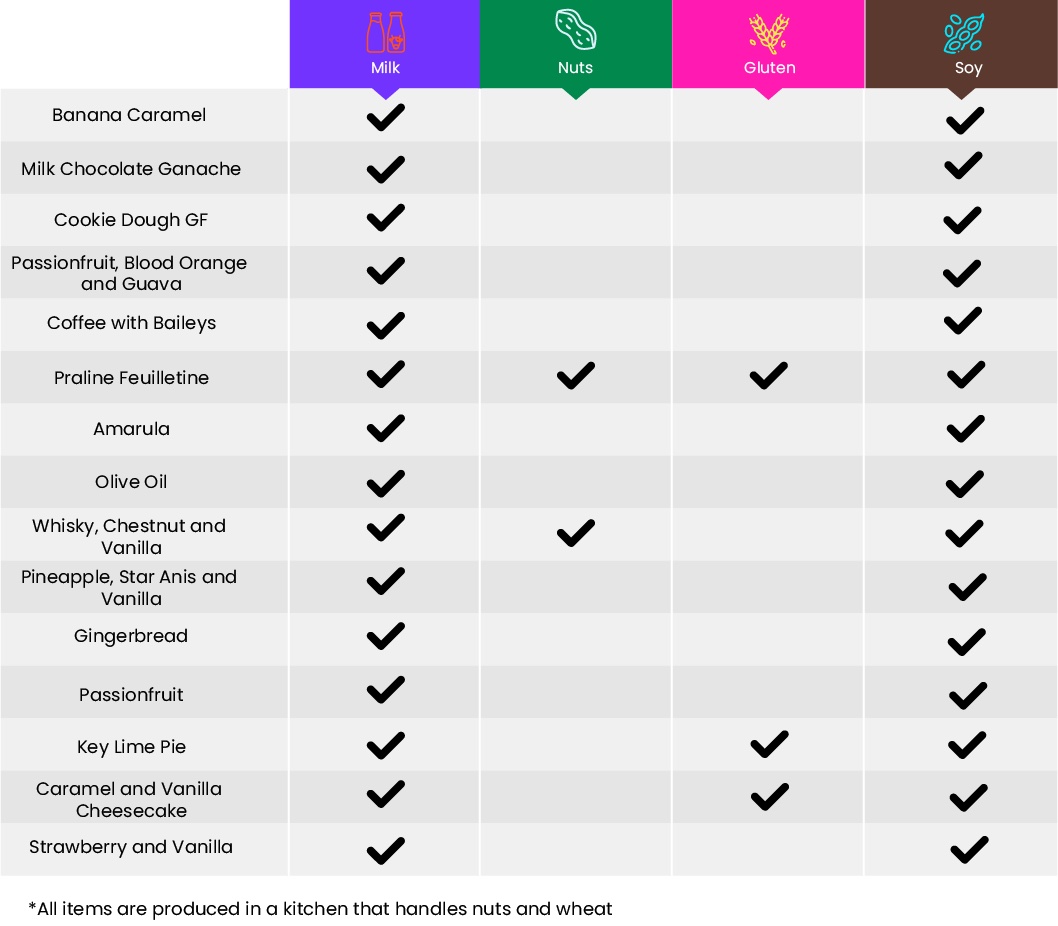 Milk
Nuts
Gluten
Soy
Banana Caramel
Milk Chocolate Ganache
Cookie Dough GF
Passionfruit, Blood Orange
and Guava
Coffee with Baileys
Praline Feuilletine
Amarula
Olive Oil
Whisky, Chestnut and
Vanilla
Pineapple, Star Anis and
Vanilla
Gingerbread
Passionfruit
Key Lime Pie
Caramel and Vanilla
Cheesecake
Strawberry and Vanilla
*All items are produced in a kitchen that handles nuts and wheat